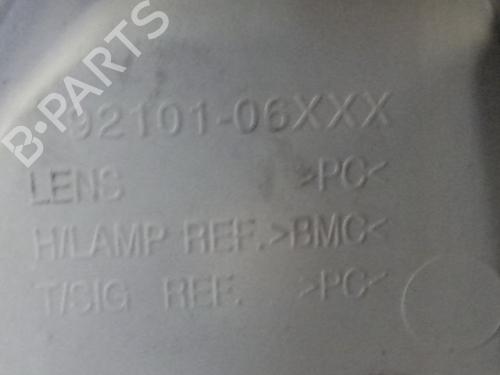 B-PARTS
92101-06XXX
LENS >PC<
H/LAMP REF.>BMC<
T/SIG REF. >PC<